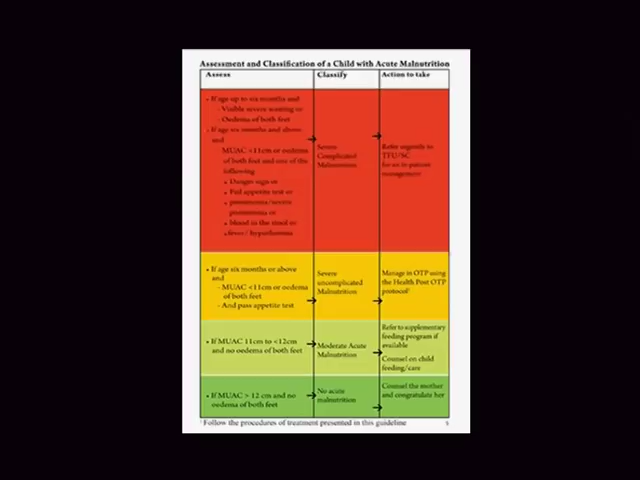 Assessment and Classification of a Child with Acute Malnutrition
Assess
Classify
Action to take
• If age up to six months and
- Visible severe wasting or
- Oedema of both feet
• If age six months and above
and
MUAC <11cm or oedema
of both feet and one of the
following
• Danger sign or
• Fail appetite test or
• pneumonia/severe
pneumonia or
• blood in the stool or
• fever / hypothermia
Severe
Complicated
Malnutrition
Refer urgently to
TFU/SC
for in patient
management
• If age six months or above
and
- MUAC <11cm or oedema
of both feet
- And pass appetite test
Severe
uncomplicated
Malnutrition
Manage in OTP using
the Health Post OTP
protocol¹
• If MUAC 11cm to <12cm
and no oedema of both feet
Moderate Acute
Malnutrition
Refer to supplementary
feeding program if
available
Counsel on child
feeding/care
• If MUAC > 12 cm and no
oedema of both feet
No acute
malnutrition
Counsel the mother
and congratulate her
¹ Follow the procedures of treatment presented in this guideline